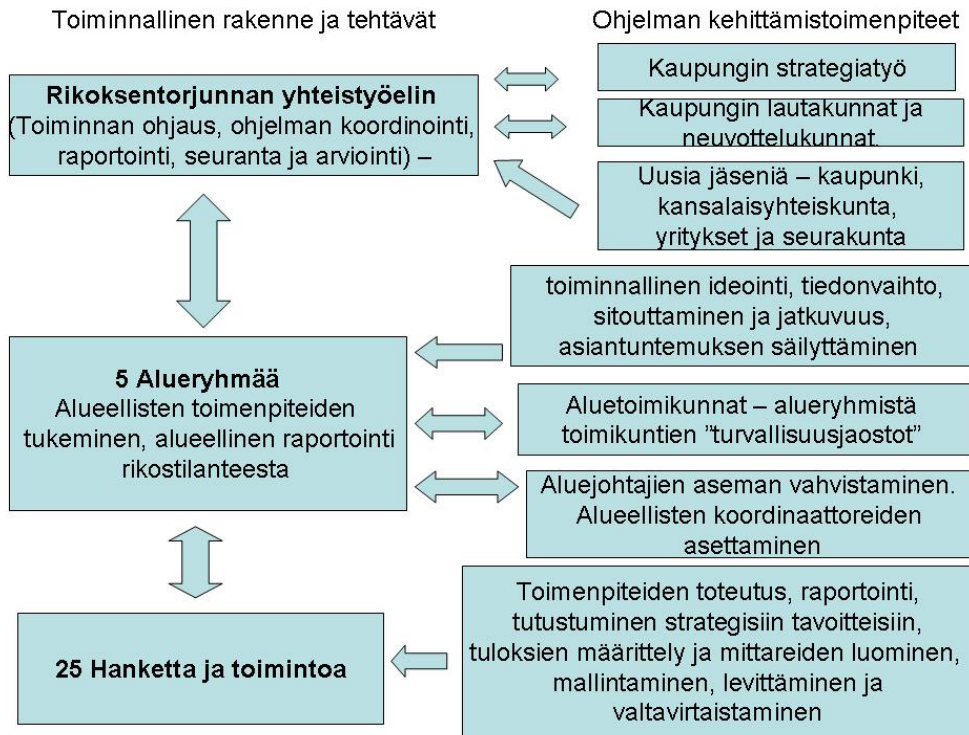 Toiminnallinen rakenne ja tehtävät
Ohjelman kehittämistoimenpiteet
Rikoksentorjunnan yhteistyöelin
(Toiminnan ohjaus, ohjelman koordinointi,
raportointi, seuranta ja arviointi) –
Kaupungin strategiatyö
Kaupungin lautakunnat ja
neuvottelukunnat.
Uusia jäseniä – kaupunki,
kansalaisyhteiskunta,
yritykset ja seurakunta
5 Alueryhmää
Alueellisten toimenpiteiden
tukeminen, alueellinen raportointi
rikostilanteesta
toiminnallinen ideointi, tiedonvaihto,
sitouttaminen ja jatkuvuus,
asiantuntemuksen säilyttäminen
Aluetoimikunnat – alueryhmistä
toimikuntien ”turvallisuusjaostot”
Aluejohtajien aseman vahvistaminen.
Alueellisten koordinaattoreiden
asettaminen
25 Hanketta ja toimintoa
Toimenpiteiden toteutus, raportointi,
tutustuminen strategisiin tavoitteisiin,
tuloksien määrittely ja mittareiden luominen,
mallintaminen, levittäminen ja
valtavirtaistaminen